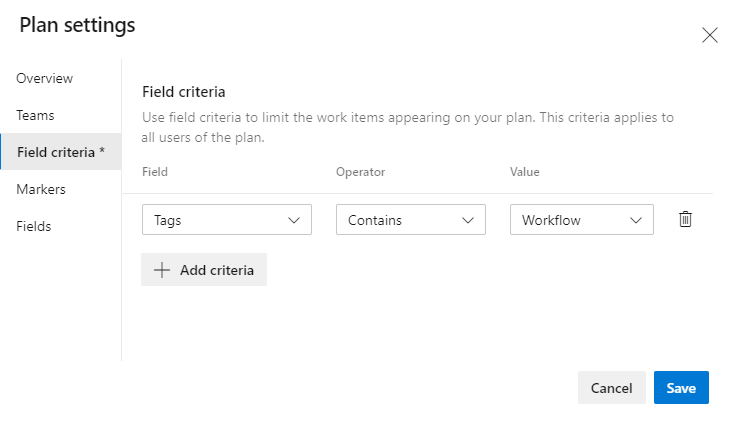 Plan settings
Overview
Teams
Field criteria *
Markers
Fields
Field criteria
Use field criteria to limit the work items appearing on your plan. This criteria applies to
all users of the plan.
Field Operator Value
Tags Contains Workflow
Add criteria
Cancel Save